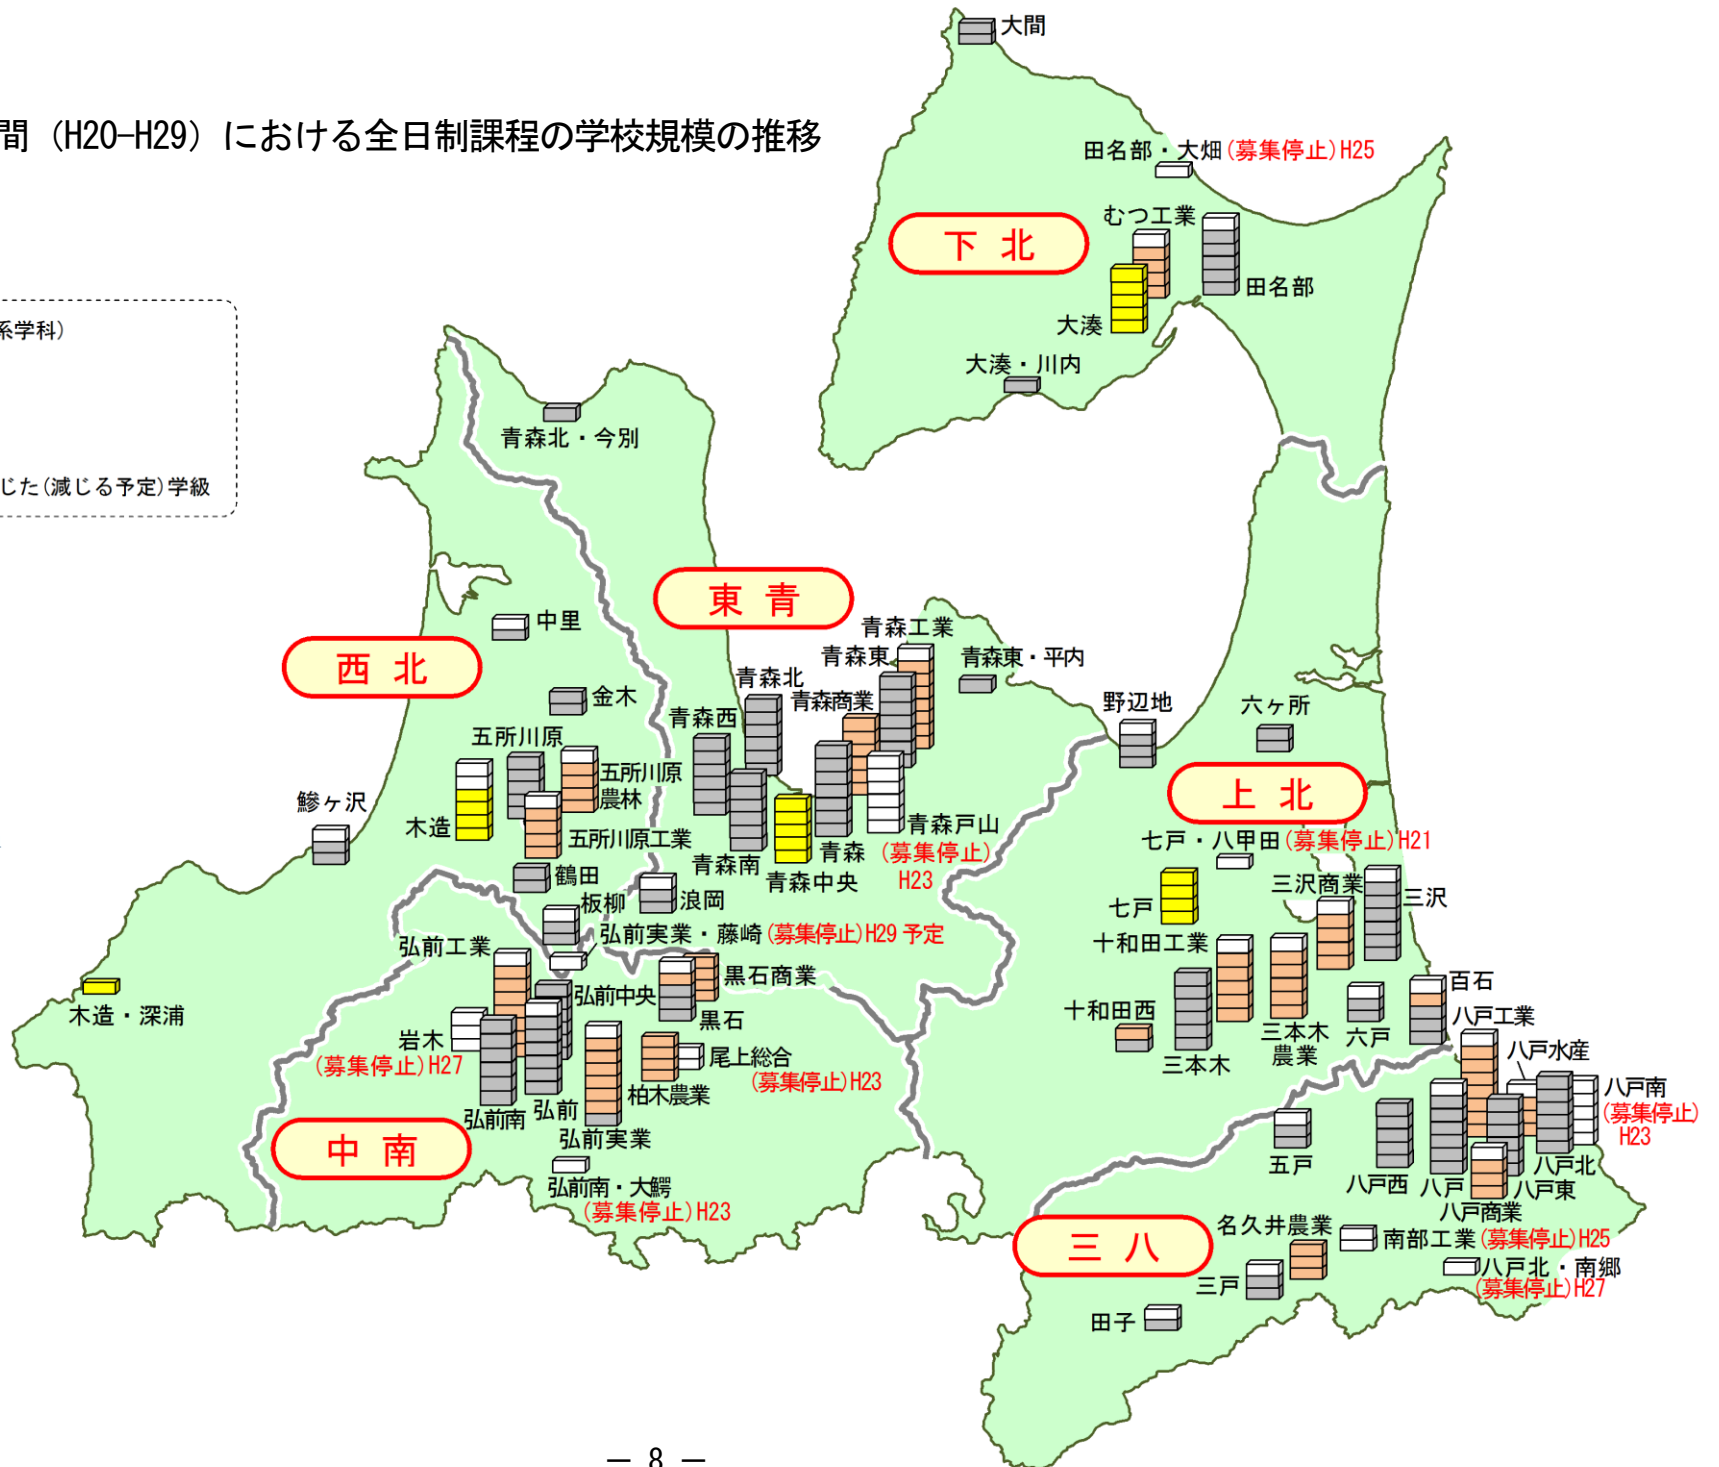 間（H20-H29）における全日制課程の学校規模の推移
系学科）
じた（減じる予定）学級
大間
田名部・大畑(募集停止)H25
むつ工業
下 北
田名部
大湊
大湊・川内
青森北・今別
東 青
中里
西 北
金木
五所川原
五所川原
農林
木造
五所川原工業
鰺ヶ沢
鶴田
板柳
浪岡
青森工業
青森東
青森東・平内
青森北
青森商業
青森西
青森戸山
(募集停止)
H23
青森南
青森
青森中央
野辺地
六ヶ所
上 北
七戸・八甲田(募集停止)H21
三沢商業
三沢
七戸
十和田工業
十和田西
三本木
三本木
農業
六戸
百石
弘前実業・藤崎(募集停止)H29 予定
弘前工業
黒石商業
弘前中央
黒石
木造・深浦
岩木
(募集停止)H27
尾上総合
(募集停止)H23
柏木農業
弘前南
弘前
弘前実業
中 南
弘前南・大鰐
(募集停止)H23
八戸工業
八戸水産
八戸南
(募集停止)
H23
五戸
八戸西
八戸
八戸北
八戸東
八戸商業
三 八
名久井農業
南部工業(募集停止)H25
八戸北・南郷
(募集停止)H27
三戸
田子
－ 8 －